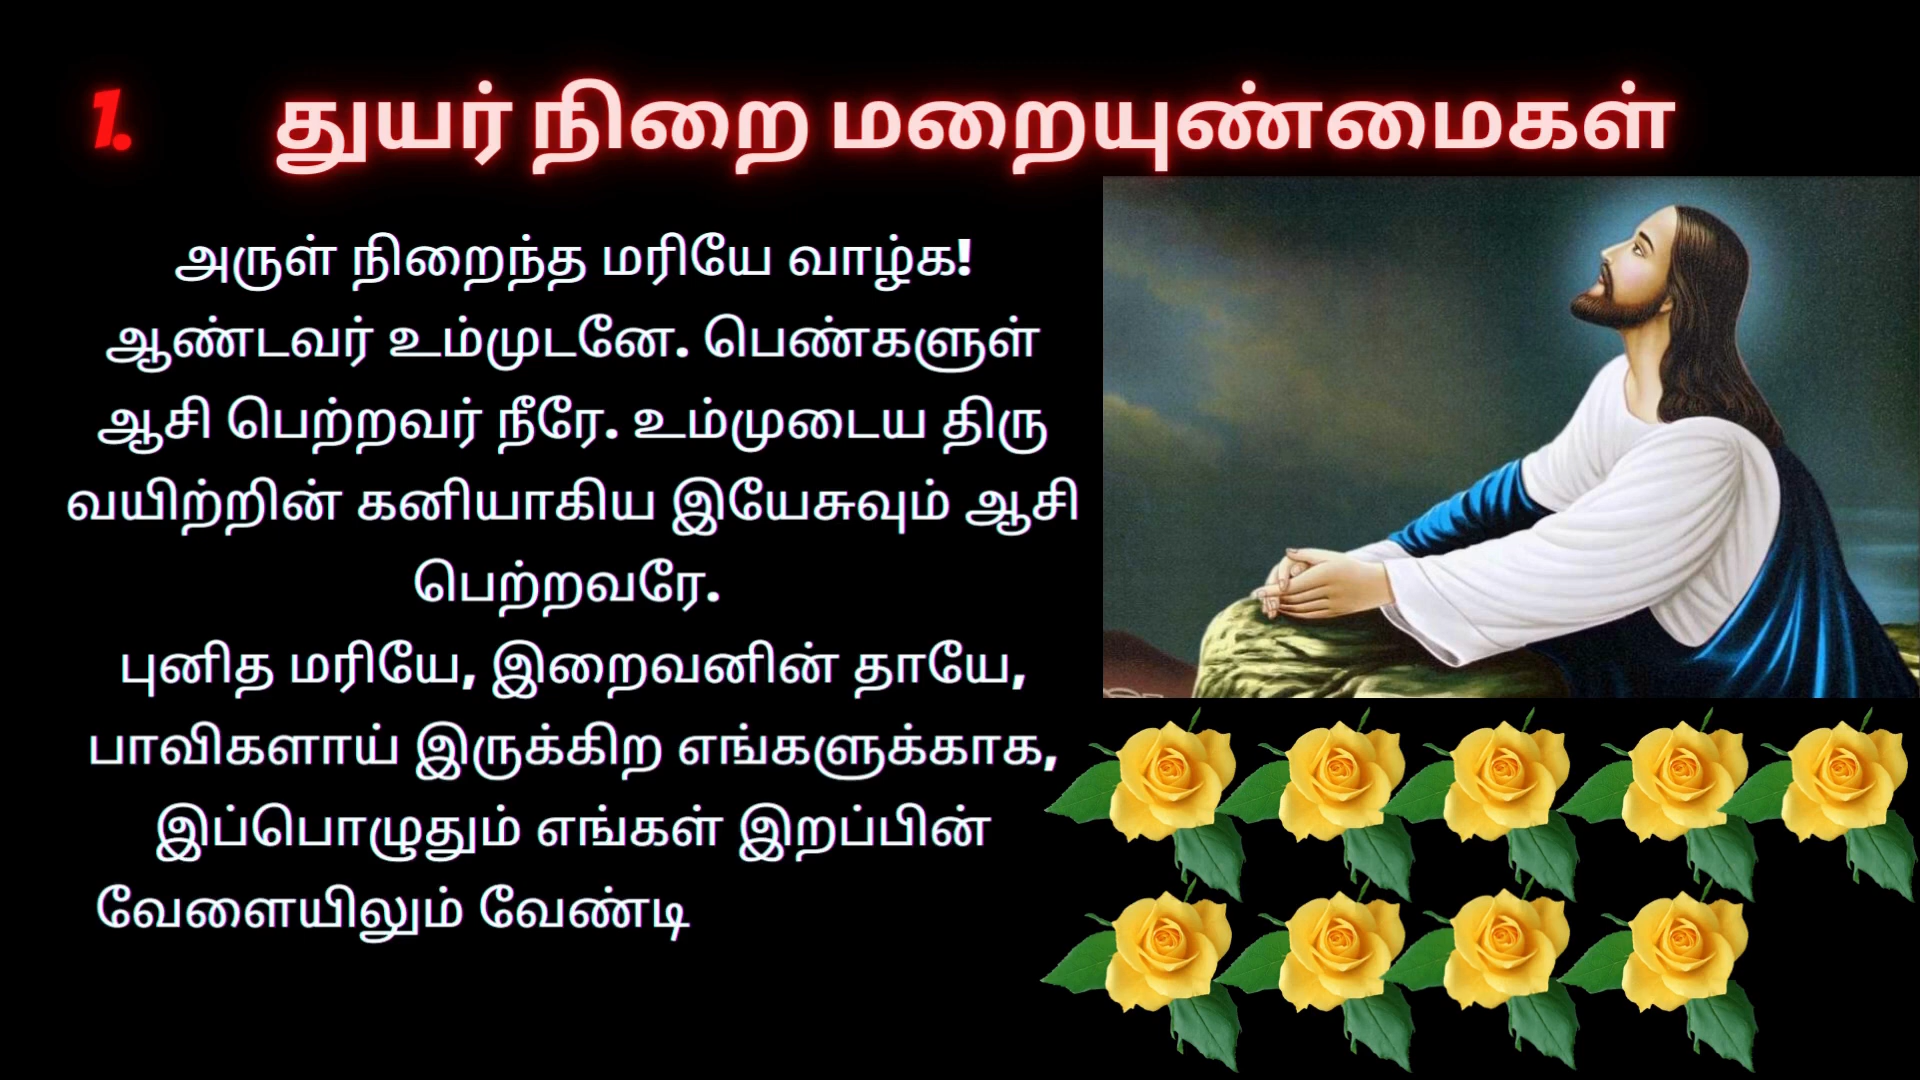 1. துயர் நிறை மறையுண்மைகள்
அருள் நிறைந்த மரியே வாழ்க!
ஆண்டவர் உம்முடனே. பெண்களுள்
ஆசி பெற்றவர் நீரே. உம்முடைய திரு
வயிற்றின் கனியாகிய இயேசுவும் ஆசி
பெற்றவரே.
புனித மரியே, இறைவனின் தாயே,
பாவிகளாய் இருக்கிற எங்களுக்காக,
இப்பொழுதும் எங்கள் இறப்பின்
வேளையிலும் வேண்டி